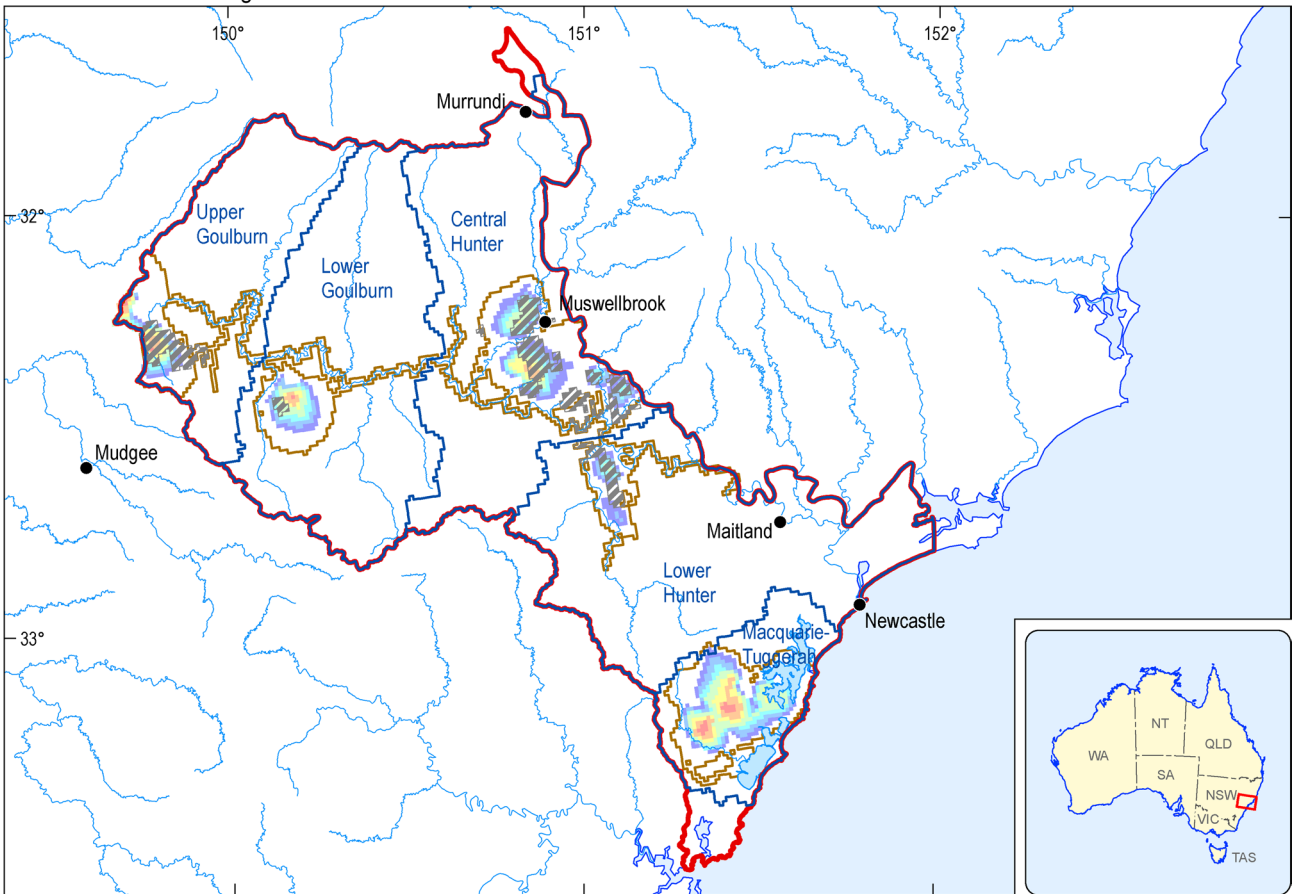 150°
151°
152°
Murrundi
32°
Upper
Goulburn
Central
Hunter
Lower
Goulburn
Muswellbrook
Mudgee
Maitland
Lower
Hunter
Newcastle
33°
Macquarie-
Tuggerah
NT
QLD
WA
SA
NSW
VIC
TAS